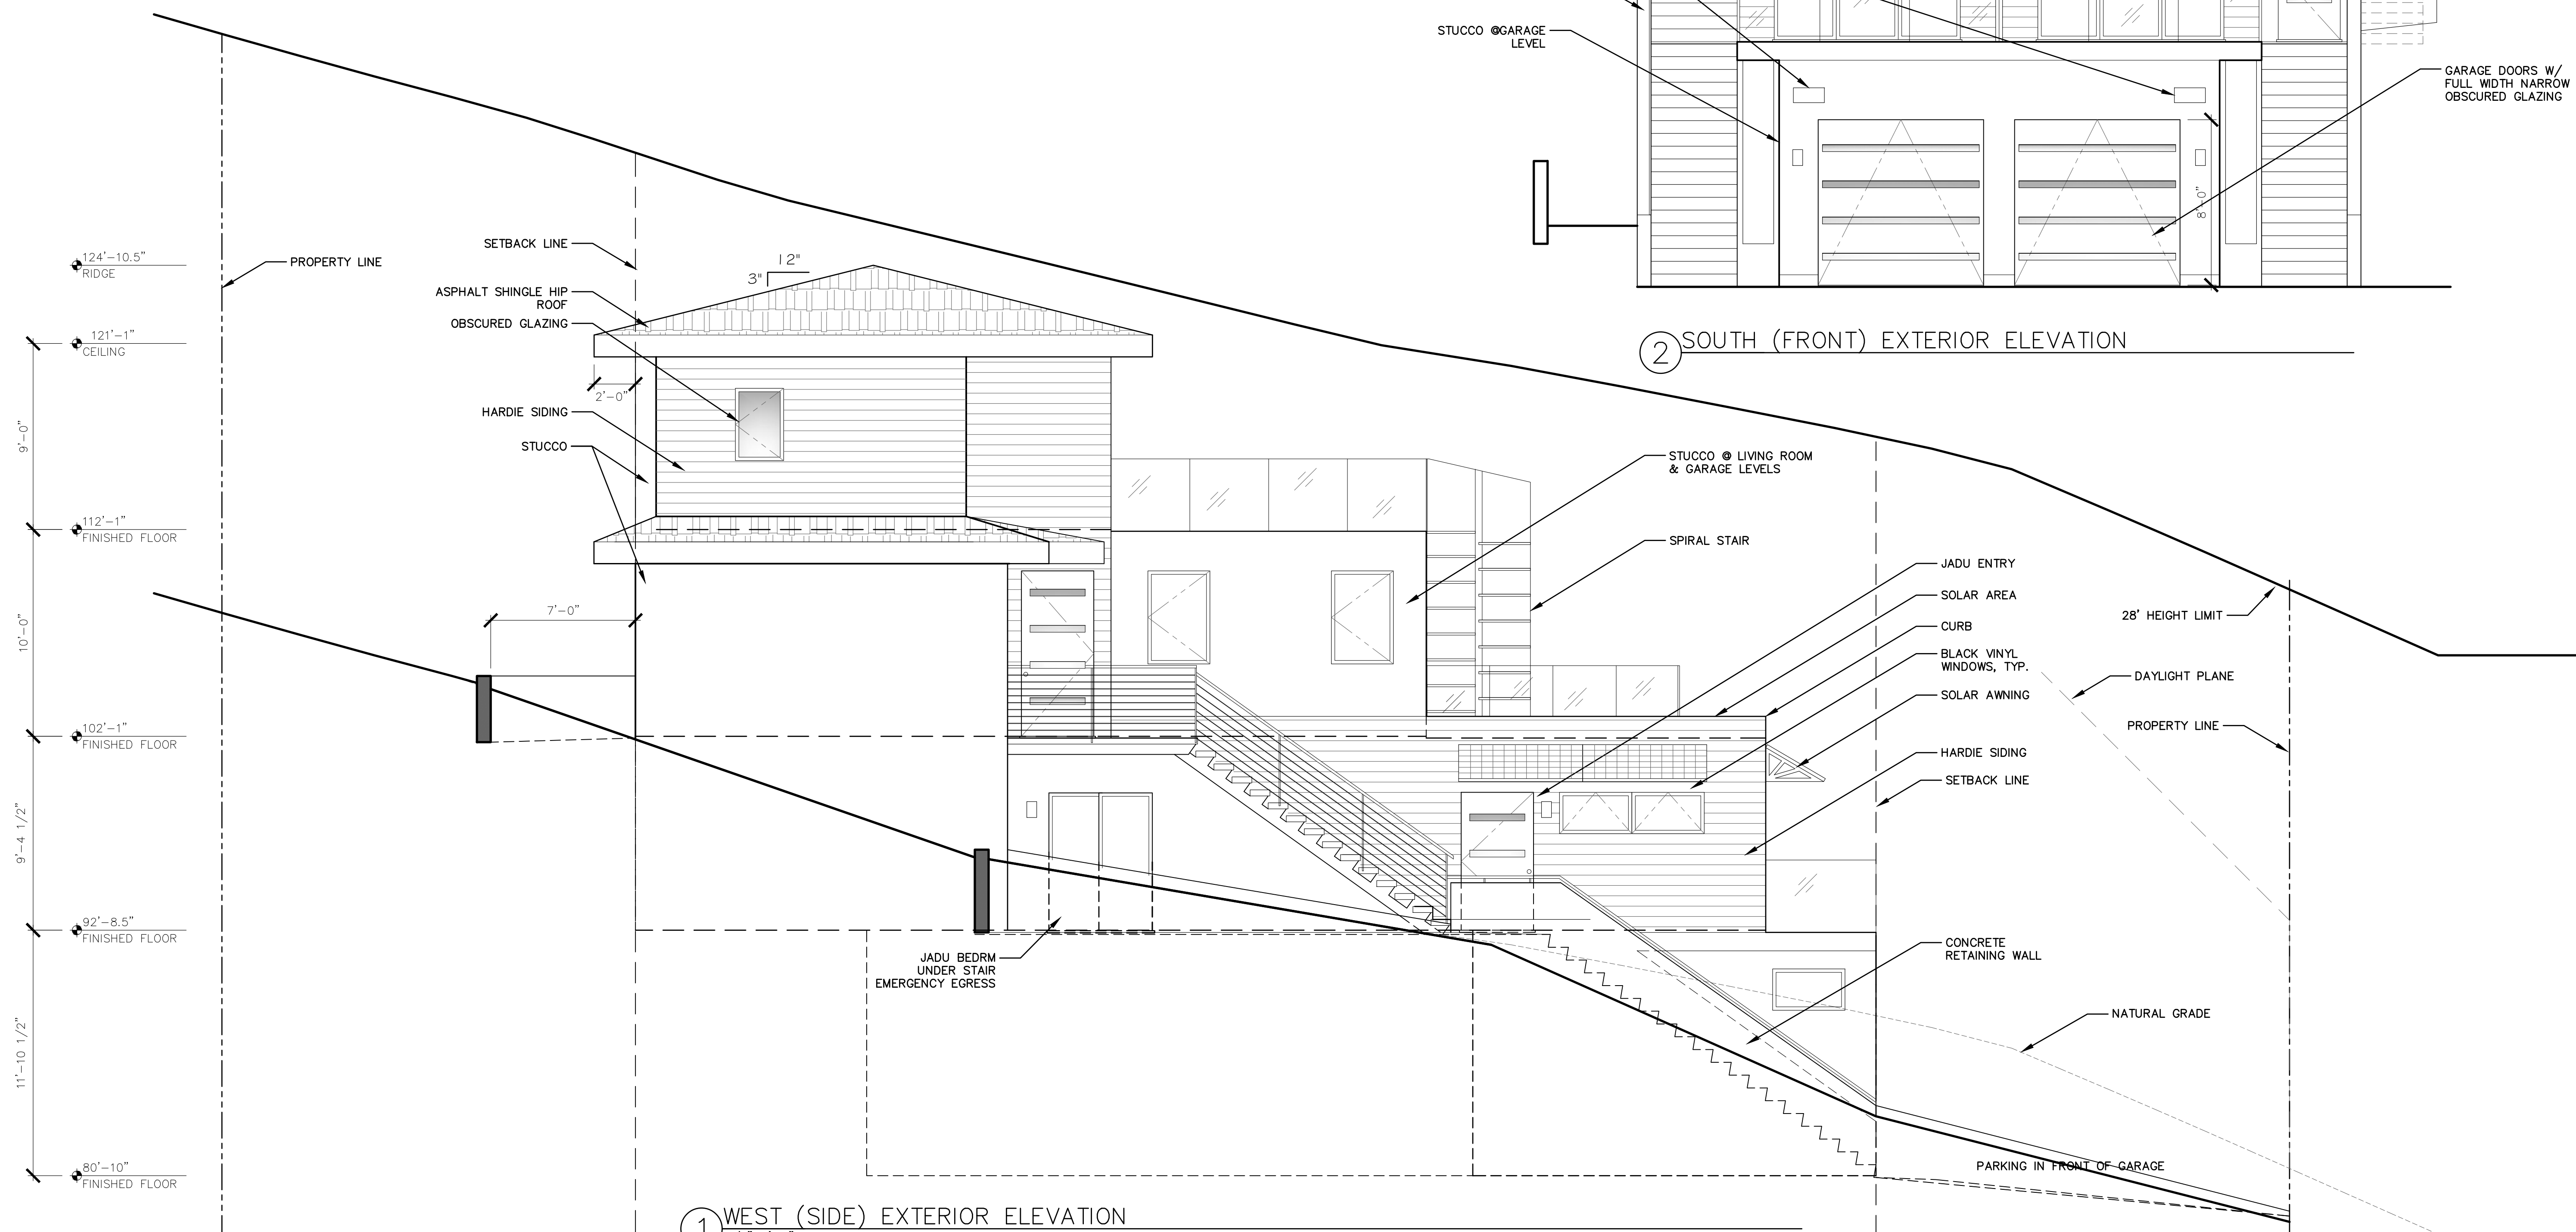 STUCCO @GARAGE
LEVEL
GARAGE DOORS W/
FULL WIDTH NARROW
OBSCURED GLAZING
8'-0"
2 SOUTH (FRONT) EXTERIOR ELEVATION
124'-10.5"
RIDGE
121'-1"
CEILING
112'-1"
FINISHED FLOOR
102'-1"
FINISHED FLOOR
92'-8.5"
FINISHED FLOOR
80'-10"
FINISHED FLOOR
9'-0"
10'-0"
9'-4 1/2"
11'-10 1/2"
PROPERTY LINE
SETBACK LINE
12"
3"
ASPHALT SHINGLE HIP
ROOF
OBSCURED GLAZING
2'-0"
HARDIE SIDING
STUCCO
7'-0"
STUCCO @ LIVING ROOM
& GARAGE LEVELS
SPIRAL STAIR
JADU ENTRY
SOLAR AREA
CURB
BLACK VINYL
WINDOWS, TYP.
SOLAR AWNING
HARDIE SIDING
SETBACK LINE
28' HEIGHT LIMIT
DAYLIGHT PLANE
PROPERTY LINE
JADU BEDRM
UNDER STAIR
EMERGENCY EGRESS
CONCRETE
RETAINING WALL
NATURAL GRADE
PARKING IN FRONT OF GARAGE
1 WEST (SIDE) EXTERIOR ELEVATION